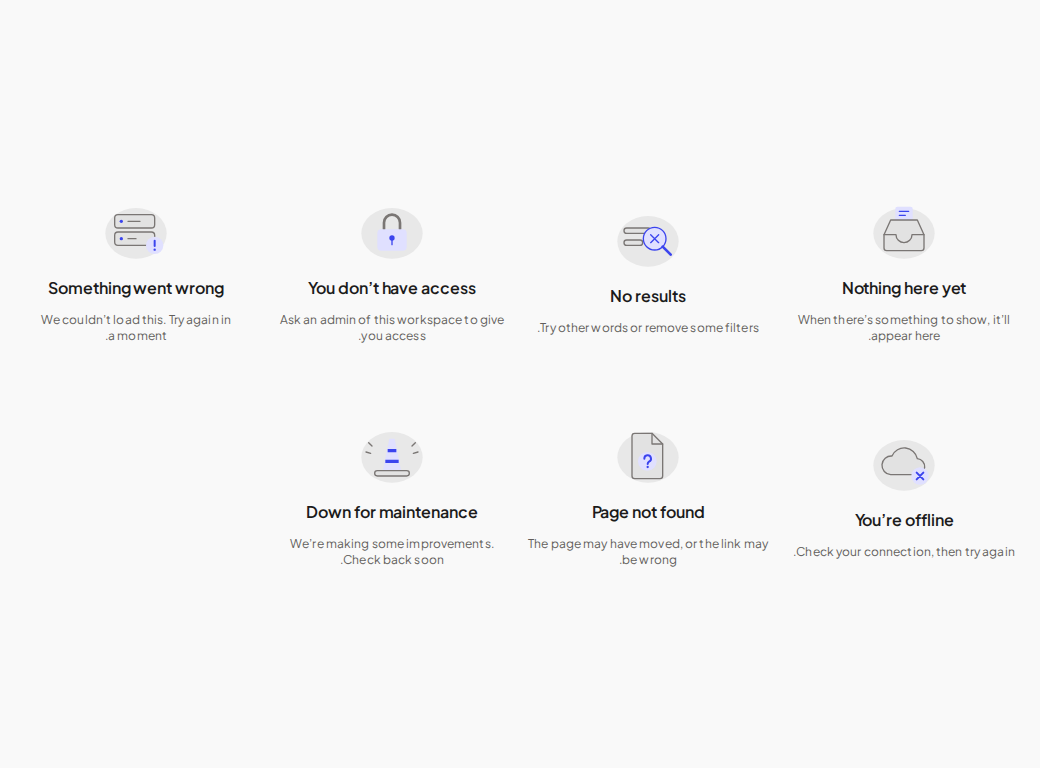 Nothing here yet
When there's something to show, it'll
.appear here
No results
.Try other words or remove some filters
You don't have access
Ask an admin of this workspace to give
.you access
Something went wrong
We couldn't load this. Try again in
.a moment
You're offline
.Check your connection, then try again
Page not found
The page may have moved, or the link may
.be wrong
Down for maintenance
We're making some improvements.
.Check back soon